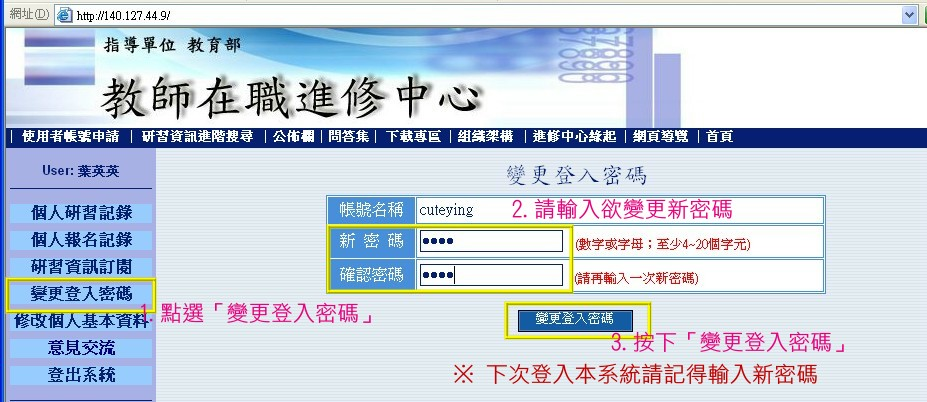 網址(D) http://140.127.44.9/
指導單位 教育部
教師在職進修中心
| 使用者帳號申請 | 研習資訊進階搜尋 | 公佈欄 | 問答集 | 下載專區 | 組織架構 | 進修中心緣起 | 網頁導覽 | 首頁
User: 葉英英
個人研習記錄
個人報名記錄
研習資訊訂閱
變更登入密碼
修改個人基本資料
意見交流
登出系統
變更登入密碼
帳號名稱 cuteying
2.請輸入欲變更新密碼
新 密 碼 ●●●● (數字或字母；至少4~20個字元)
確認密碼 ●●●● (請再輸入一次新密碼)
1.點選「變更登入密碼」
變更登入密碼
3.按下「變更登入密碼」
※ 下次登入本系統請記得輸入新密碼